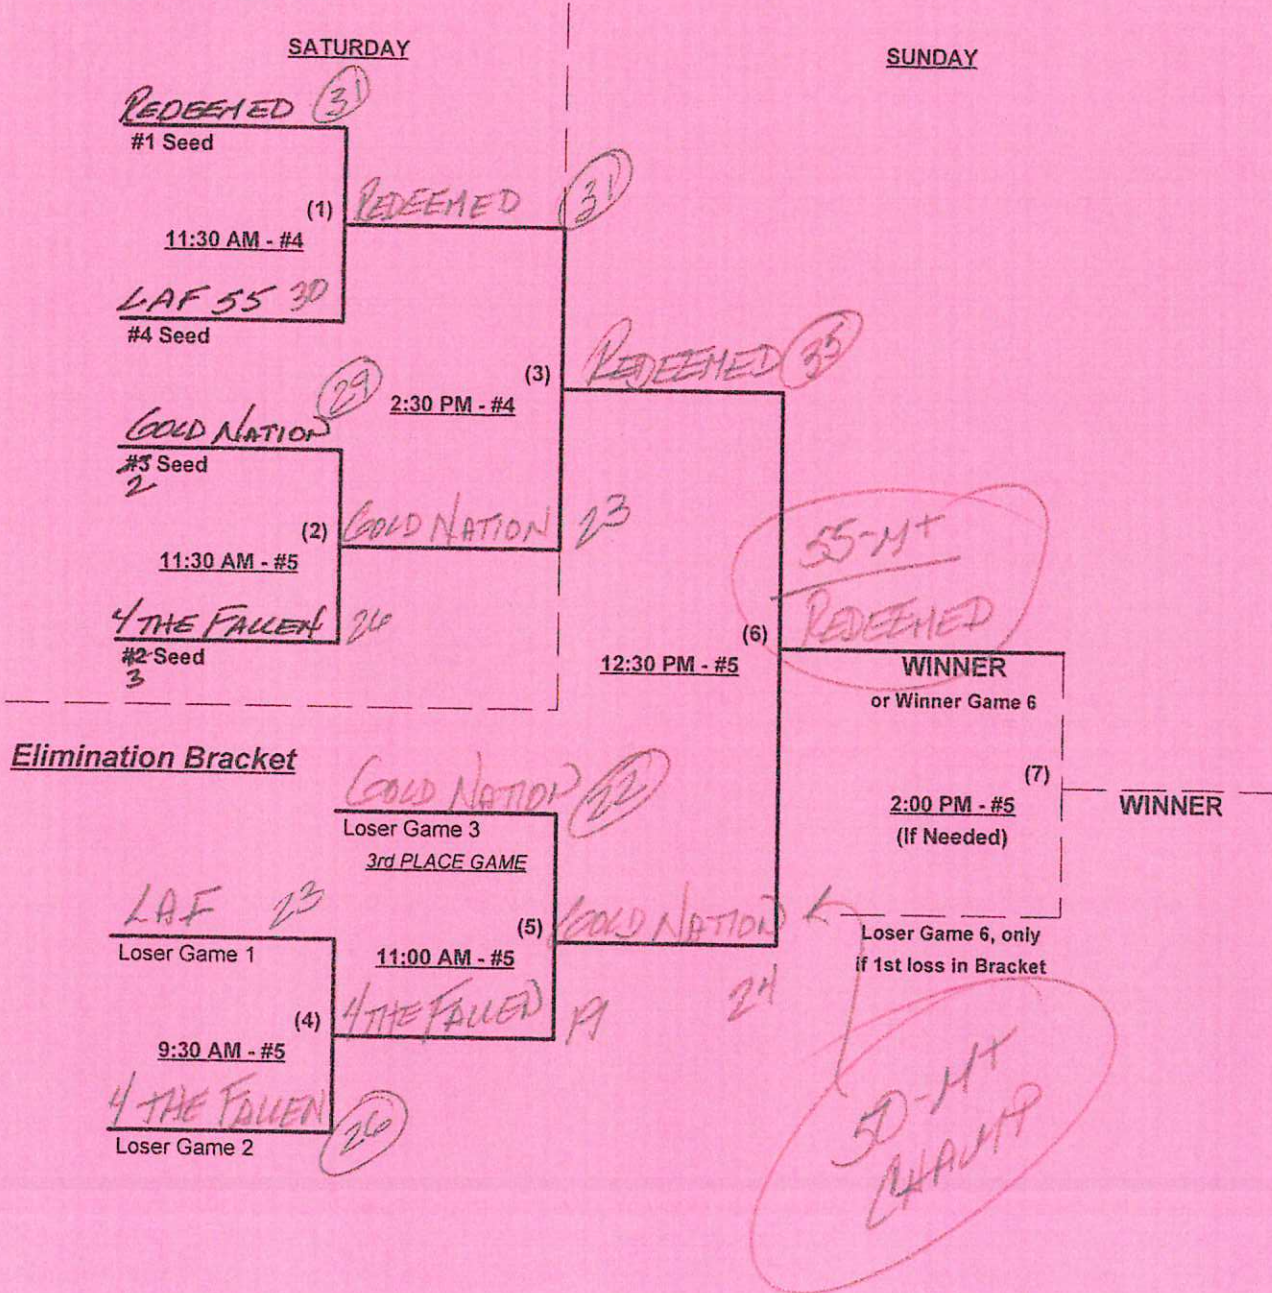 SATURDAY
SUNDAY
REDEEMED 31
#1 Seed
(1)
REDEEMED 31
11:30 AM - #4
LAF 55 30
#4 Seed
(3)
REDEEMED 35
2:30 PM - #4
GOLD NATION 29
#3 Seed
2
(2)
GOLD NATION 23
11:30 AM - #5
4 THE FALLEN 26
#2 Seed
3
55-M+
REDEEMED
(6)
12:30 PM - #5
WINNER
or Winner Game 6
Elimination Bracket
GOLD NATION 22
Loser Game 3
3rd PLACE GAME
(7)
2:00 PM - #5
(If Needed)
WINNER
LAF 23
Loser Game 1
(5)
GOLD NATION
24
11:00 AM - #5
Loser Game 6, only
if 1st loss in Bracket
(4)
4 THE FALLEN 19
9:30 AM - #5
4 THE FALLEN 26
Loser Game 2
50-M+
CHAMP